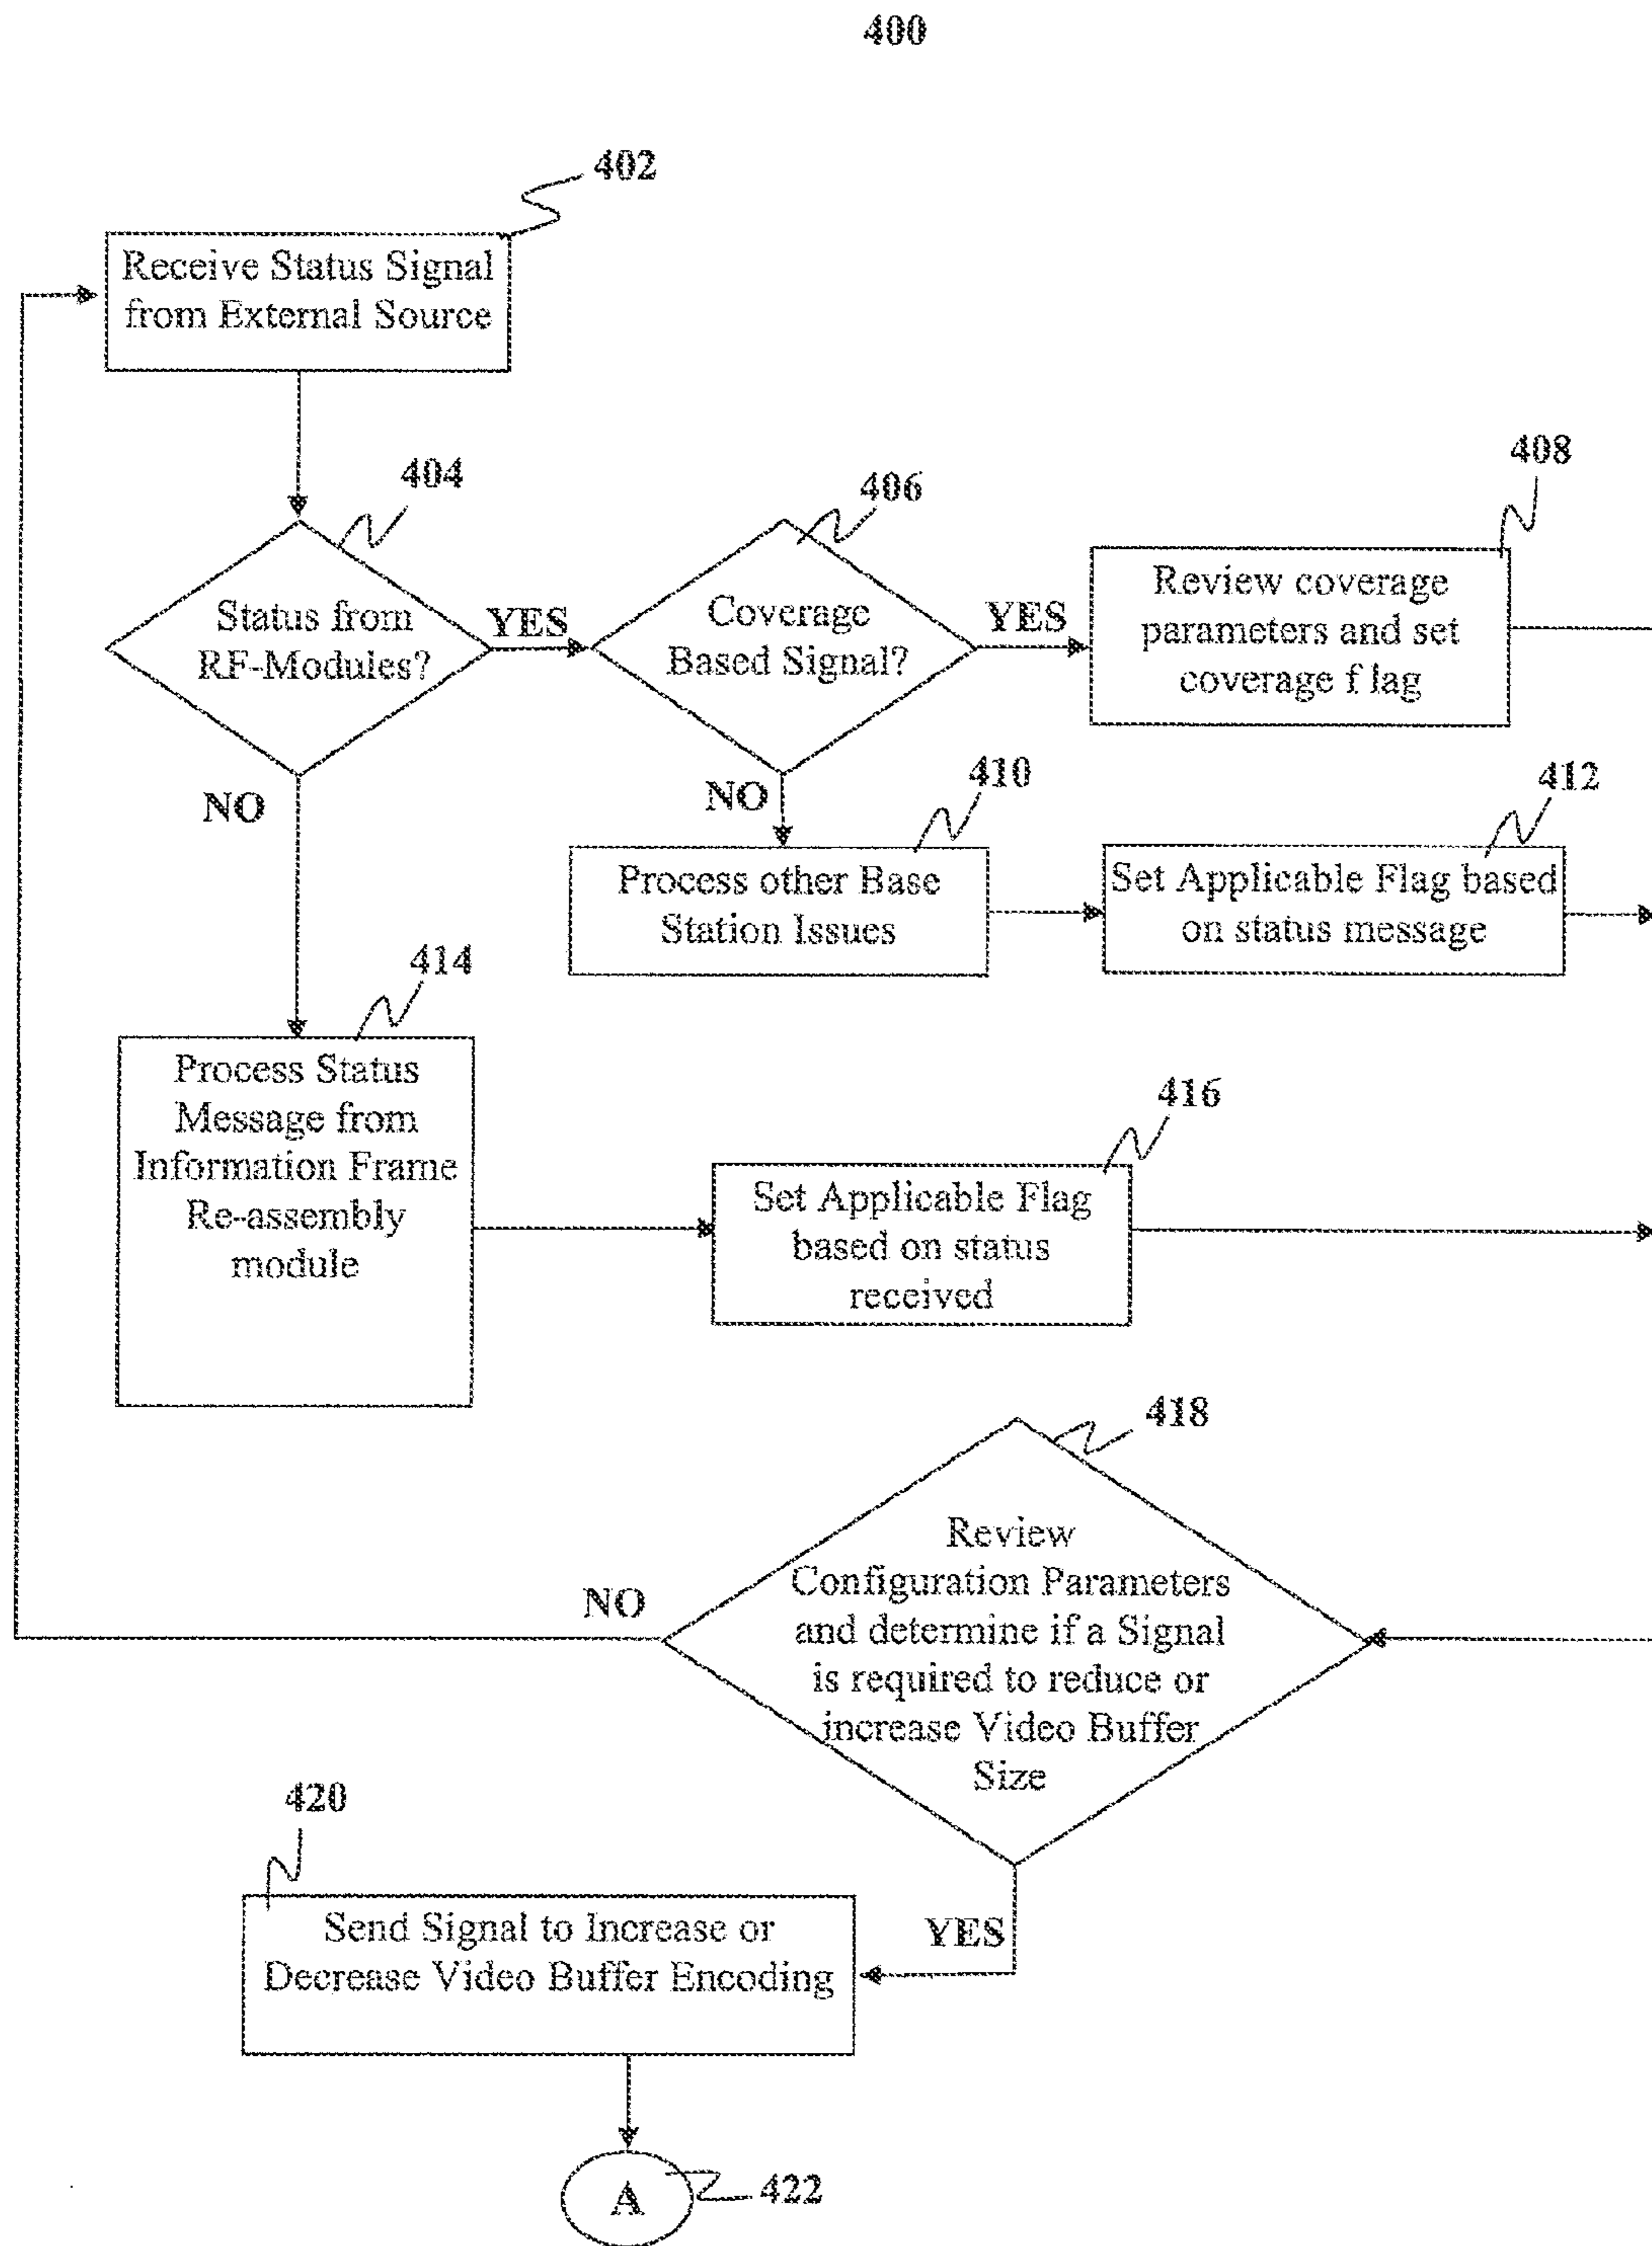 400
402
Receive Status Signal
from External Source
404
Status from
RF-Modules?
YES
406
Coverage
Based Signal?
YES
408
Review coverage
parameters and set
coverage f lag
NO
NO
410
Process other Base
Station Issues
412
Set Applicable Flag based
on status message
414
Process Status
Message from
Information Frame
Re-assembly
module
416
Set Applicable Flag
based on status
received
418
Review
Configuration Parameters
and determine if a Signal
is required to reduce or
increase Video Buffer
Size
NO
YES
420
Send Signal to Increase or
Decrease Video Buffer Encoding
A
422